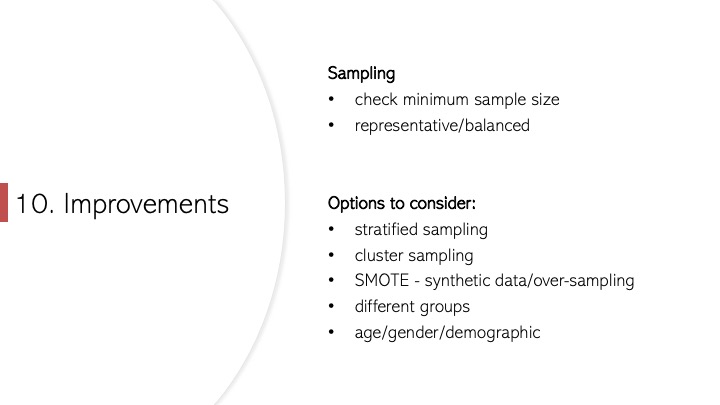 10. Improvements
Sampling
• check minimum sample size
• representative/balanced
Options to consider:
• stratified sampling
• cluster sampling
• SMOTE - synthetic data/over-sampling
• different groups
• age/gender/demographic